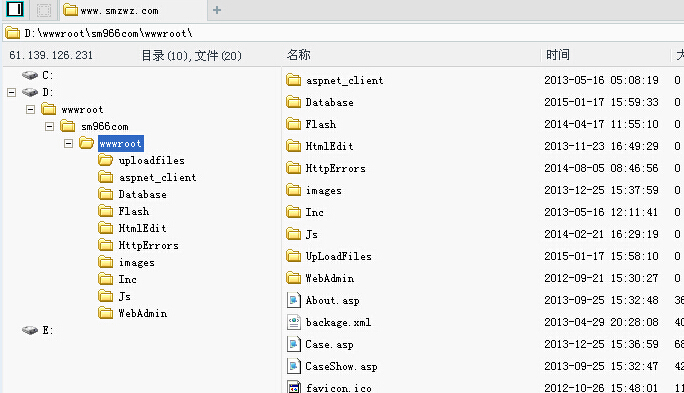 www.smzwz.com
+
D:\wwwroot\sm966com\wwwroot\
61.139.126.231 目录(10),文件(20) 名称 时间
C:
D:
wwwroot
sm966com
wwwroot
uploadfiles
aspnet_client
Database
Flash
HtmlEdit
HttpErrors
images
Inc
Js
WebAdmin
E:
aspnet_client 2013-05-16 05:08:19 0
Database 2015-01-17 15:59:33 0
Flash 2014-04-17 11:55:10 0
HtmlEdit 2013-11-23 16:49:29 0
HttpErrors 2014-08-05 08:46:56 0
images 2013-12-25 15:37:59 0
Inc 2013-05-16 12:11:41 0
Js 2014-02-21 16:29:19 0
UpLoadFiles 2015-01-17 15:58:10 0
WebAdmin 2012-09-21 15:30:27 0
About.asp 2013-09-25 15:32:48 36
backage.xml 2013-04-29 20:28:08 40
Case.asp 2013-12-25 15:36:59 68
CaseShow.asp 2013-09-25 15:32:47 42
favicon.ico 2012-10-26 15:48:01 11